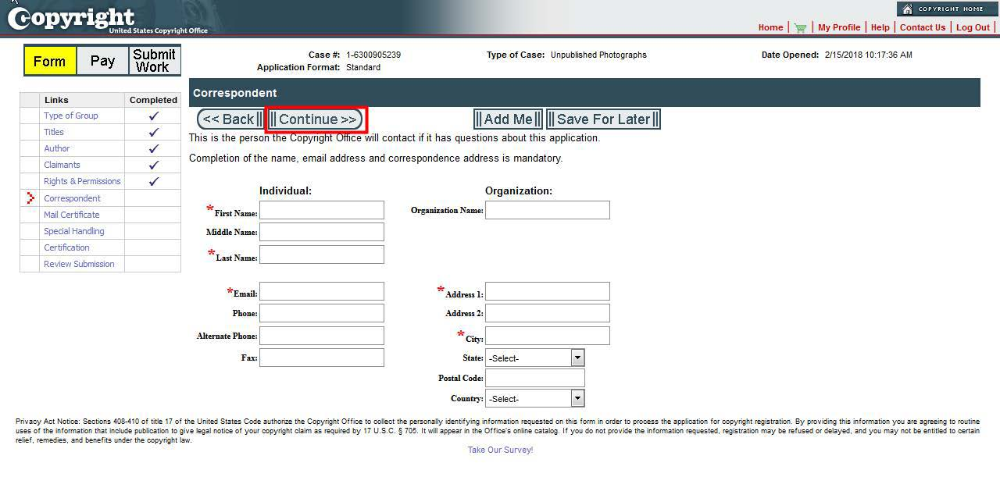 COPYRIGHT HOME
Copyright
United States Copyright Office
Home | | My Profile | Help | Contact Us | Log Out |
Form Pay Submit Work
Case #: 1-6300905239 Type of Case: Unpublished Photographs Date Opened: 2/15/2018 10:17:36 AM
Application Format: Standard
Links Completed
Type of Group ✓
Titles ✓
Author ✓
Claimants ✓
Rights & Permissions ✓
Correspondent
Mail Certificate
Special Handling
Certification
Review Submission
Correspondent
<< Back Continue >> Add Me Save For Later
This is the person the Copyright Office will contact if it has questions about this application.
Completion of the name, email address and correspondence address is mandatory.
Individual: Organization:
*First Name: Organization Name:
Middle Name:
*Last Name:
*Email: *Address 1:
Phone: Address 2:
Alternate Phone: *City:
Fax: State: -Select-
Postal Code:
Country: -Select-
Privacy Act Notice: Sections 408-410 of title 17 of the United States Code authorize the Copyright Office to collect the personally identifying information requested on this form in order to process the application for copyright registration. By providing this information you are agreeing to routine
uses of the information that include publication to give legal notice of your copyright claim as required by 17 U.S.C. § 705. It will appear in the Office's online catalog. If you do not provide the information requested, registration may be refused or delayed, and you may not be entitled to certain
relief, remedies, and benefits under the copyright law.
Take Our Survey!